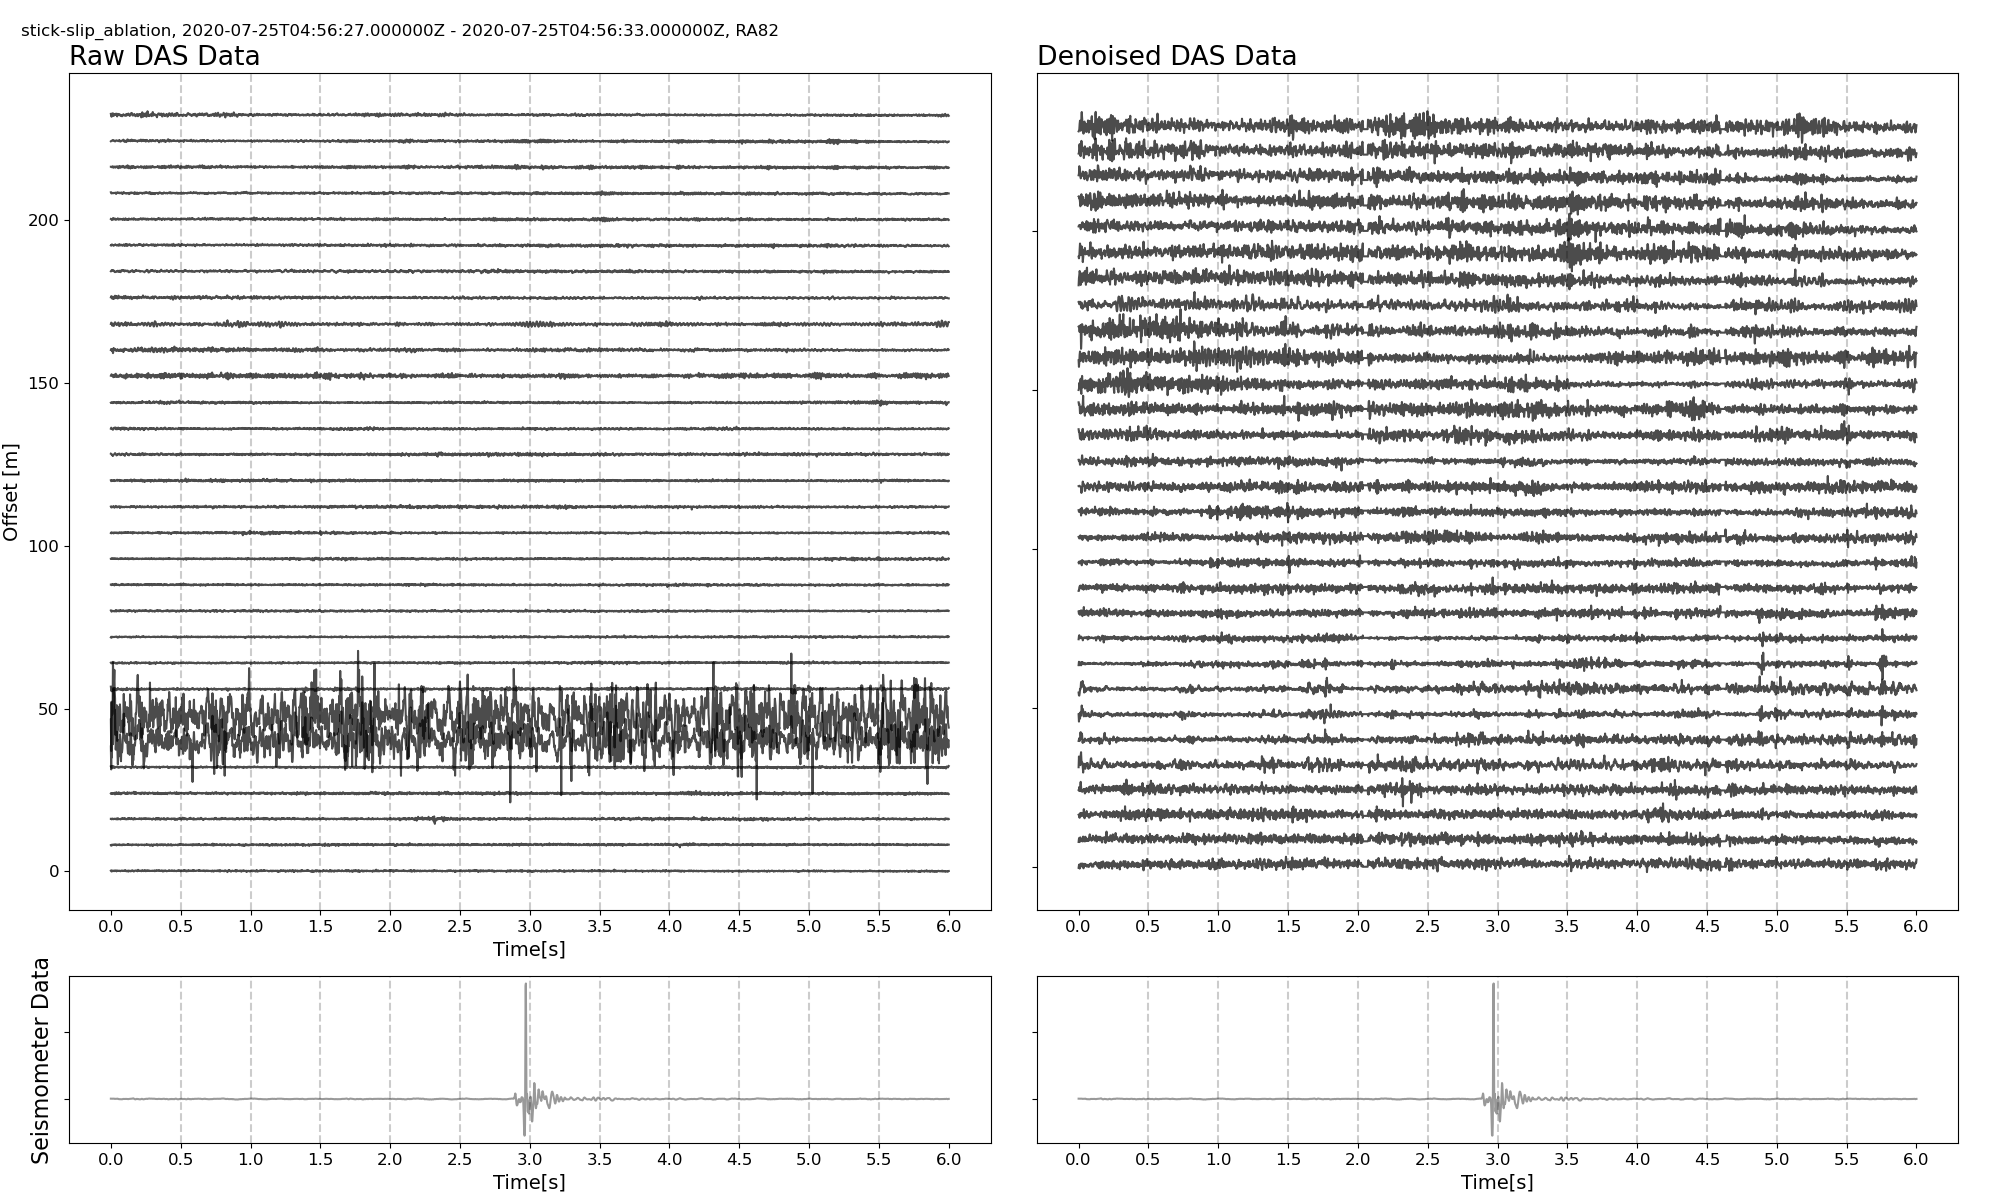 stick-slip_ablation, 2020-07-25T04:56:27.000000Z - 2020-07-25T04:56:33.000000Z, RA82
Raw DAS Data
Denoised DAS Data
Offset [m]
200
150
100
50
0
0.0 0.5 1.0 1.5 2.0 2.5 3.0 3.5 4.0 4.5 5.0 5.5 6.0
Time[s]
0.0 0.5 1.0 1.5 2.0 2.5 3.0 3.5 4.0 4.5 5.0 5.5 6.0
Seismometer Data
0.0 0.5 1.0 1.5 2.0 2.5 3.0 3.5 4.0 4.5 5.0 5.5 6.0
Time[s]
0.0 0.5 1.0 1.5 2.0 2.5 3.0 3.5 4.0 4.5 5.0 5.5 6.0
Time[s]